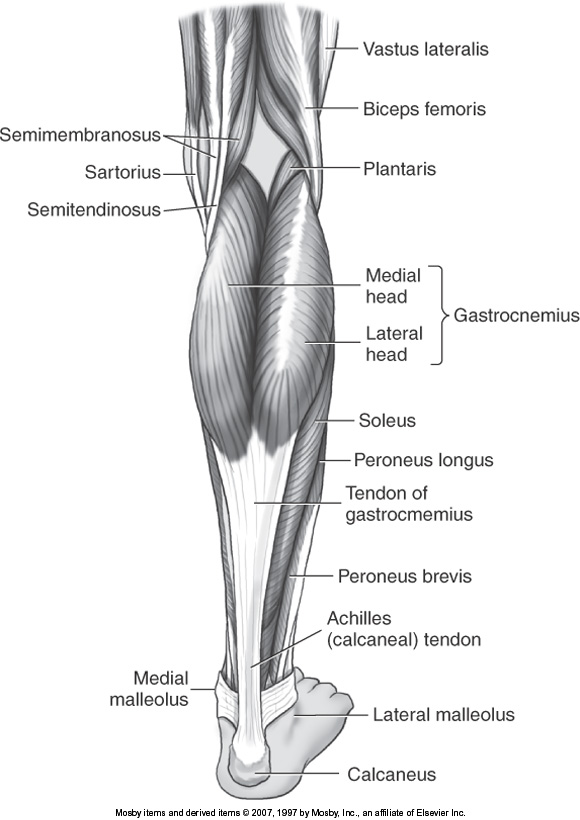 Vastus lateralis
Biceps femoris
Semimembranosus
Sartorius
Plantaris
Semitendinosus
Medial
head
Gastrocnemius
Lateral
head
Soleus
Peroneus longus
Tendon of
gastrocmemius
Peroneus brevis
Achilles
(calcaneal) tendon
Medial
malleolus
Lateral malleolus
Calcaneus
Mosby items and derived items © 2007, 1997 by Mosby, Inc., an affiliate of Elsevier Inc.